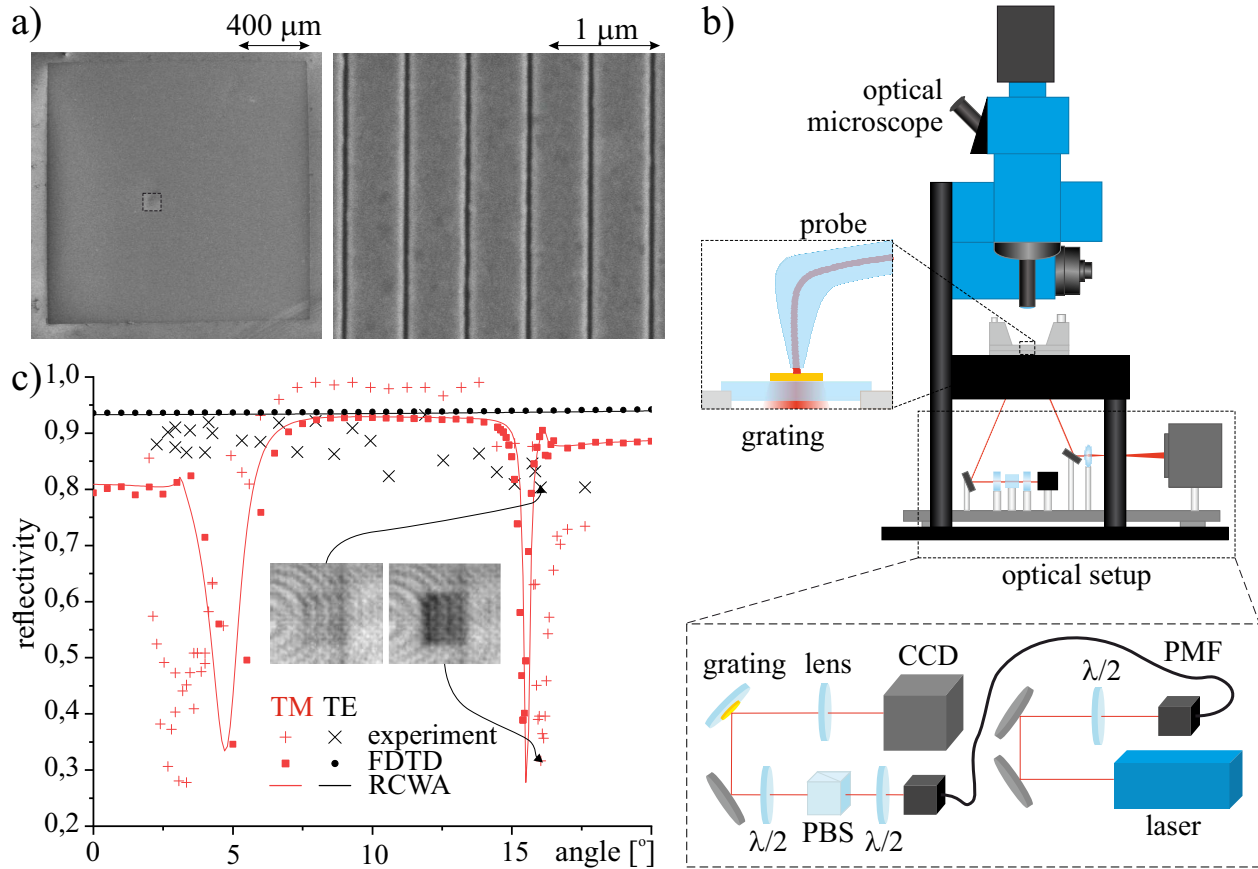 a)
400 μm
1 μm
b)
optical
microscope
probe
grating
optical setup
c)
1,0
0,9
0,8
0,7
0,6
0,5
0,4
0,3
0,2
reflectivity
0
5
10
15
angle [°]
TM TE
experiment
FDTD
RCWA
grating
lens
CCD
λ/2
PMF
λ/2
PBS
λ/2
laser